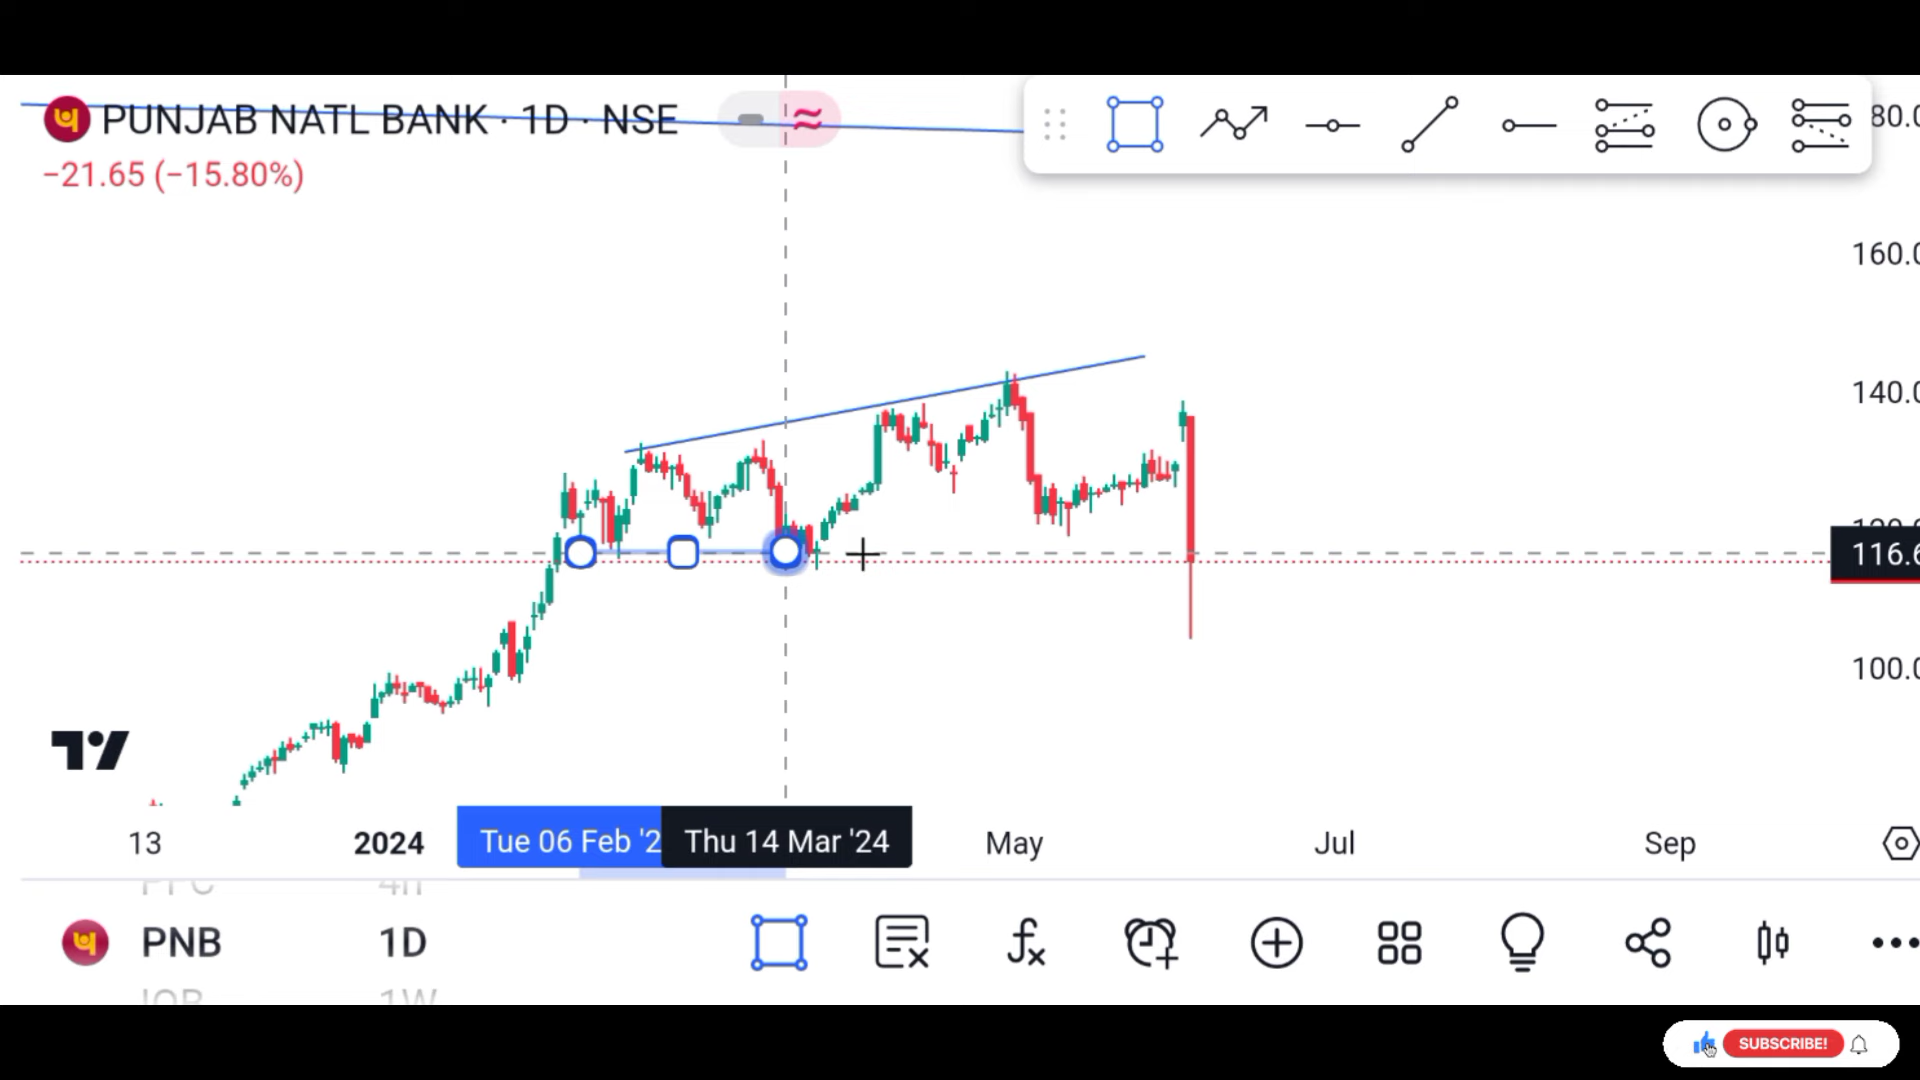 PUNJAB NATL BANK · 1D · NSE
−21.65 (−15.80%)
80.0
160.0
140.0
116.6
100.0
13
2024
Tue 06 Feb '2
Thu 14 Mar '24
May
Jul
Sep
PNB
1D
1W
SUBSCRIBE!